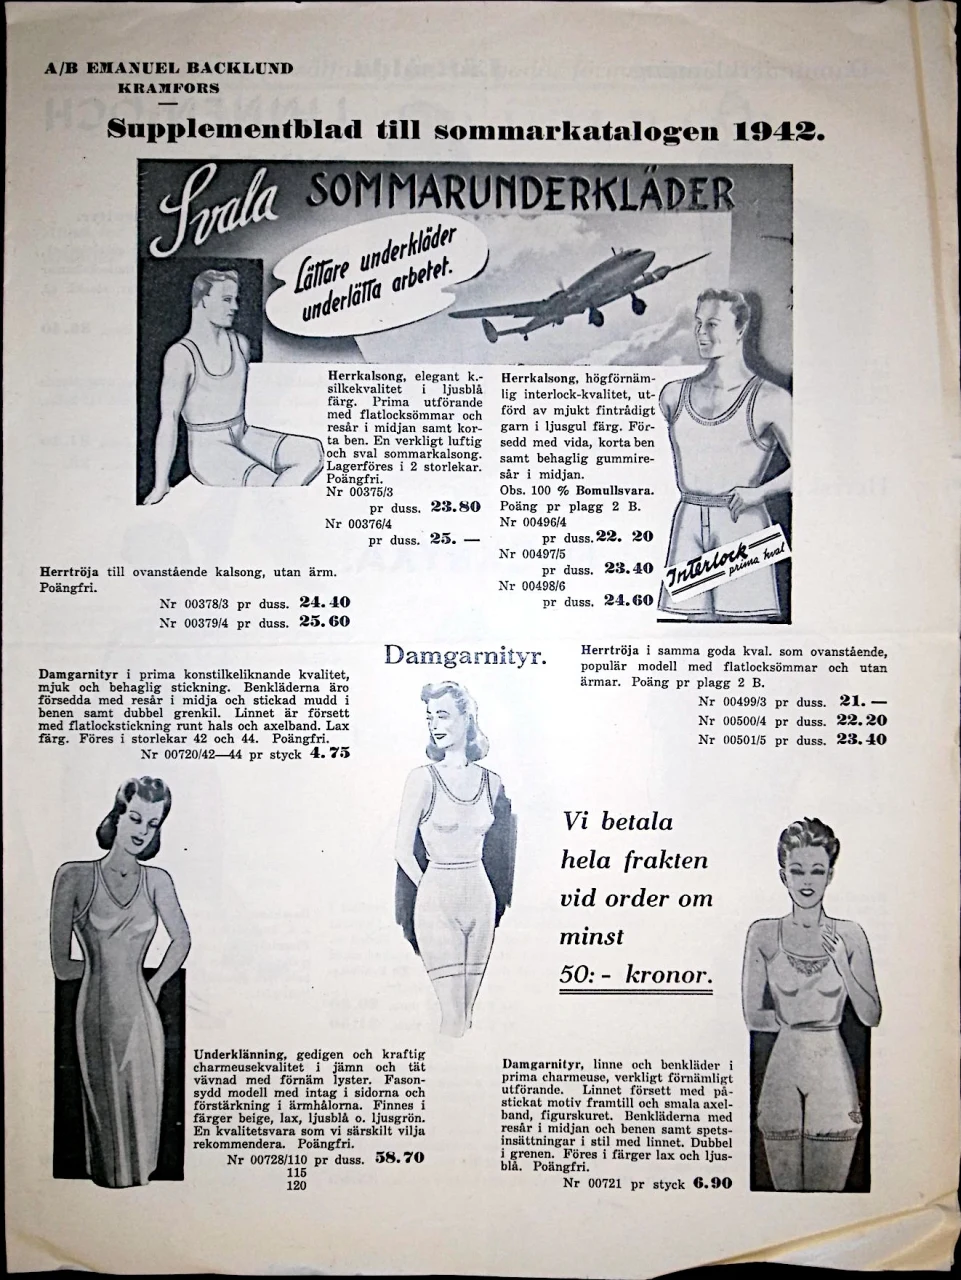 A/B EMANUEL BACKLUND
KRAMFORS
Supplementblad till sommarkatalogen 1942.
Svala SOMMARUNDERKLÄDER
Lättare underkläder
underlätta arbetet.
Herrkalsong, elegant k.-
silkekvalitet i ljusblå
färg. Prima utförande
med flatlocksömmar och
resår i midjan samt kor-
ta ben. En verkligt luftig
och sval sommarkalsong.
Lagerföres i 2 storlekar.
Poängfri.
Nr 00375/3
pr duss. 23.80
Nr 00376/4
pr duss. 25. —
Herrkalsong, högförnäm-
lig interlock-kvalitet, ut-
förd av mjukt fintrådigt
garn i ljusgul färg. För-
sedd med vida, korta ben
samt behaglig gummire-
sår i midjan.
Obs. 100 % Bomullsvara.
Poäng pr plagg 2 B.
Nr 00496/4
pr duss. 22. 20
Nr 00497/5
pr duss. 23.40
Nr 00498/6
pr duss. 24.60
Interlock
prima kval
Herrtröja till ovanstående kalsong, utan ärm.
Poängfri.
Nr 00378/3 pr duss. 24.40
Nr 00379/4 pr duss. 25.60
Damgarnityr.
Herrtröja i samma goda kval. som ovanstående,
populär modell med flatlocksömmar och utan
ärmar. Poäng pr plagg 2 B.
Nr 00499/3 pr duss. 21. —
Nr 00500/4 pr duss. 22.20
Nr 00501/5 pr duss. 23.40
Damgarnityr i prima konstilkeliknande kvalitet,
mjuk och behaglig stickning. Benkläderna äro
försedda med resår i midja och stickad mudd i
benen samt dubbel grenkil. Linnet är försett
med flatlockstickning runt hals och axelband. Lax
färg. Föres i storlekar 42 och 44. Poängfri.
Nr 00720/42—44 pr styck 4.75
Vi betala
hela frakten
vid order om
minst
50:- kronor.
Underklänning, gedigen och kraftig
charmeusekvalitet i jämn och tät
vävnad med förnäm lyster. Fason-
sydd modell med intag i sidorna och
förstärkning i ärmhålorna. Finnes i
färger beige, lax, ljusblå o. ljusgrön.
En kvalitetsvara som vi särskilt vilja
rekommendera. Poängfri.
Nr 00728/110 pr duss. 58.70
115
120
Damgarnityr, linne och benkläder i
prima charmeuse, verkligt förnämligt
utförande. Linnet försett med på-
stickat motiv framtill och smala axel-
band, figurskuret. Benkläderna med
resår i midjan och benen samt spets-
insättningar i stil med linnet. Dubbel
i grenen. Föres i färger lax och ljus-
blå. Poängfri.
Nr 00721 pr styck 6.90